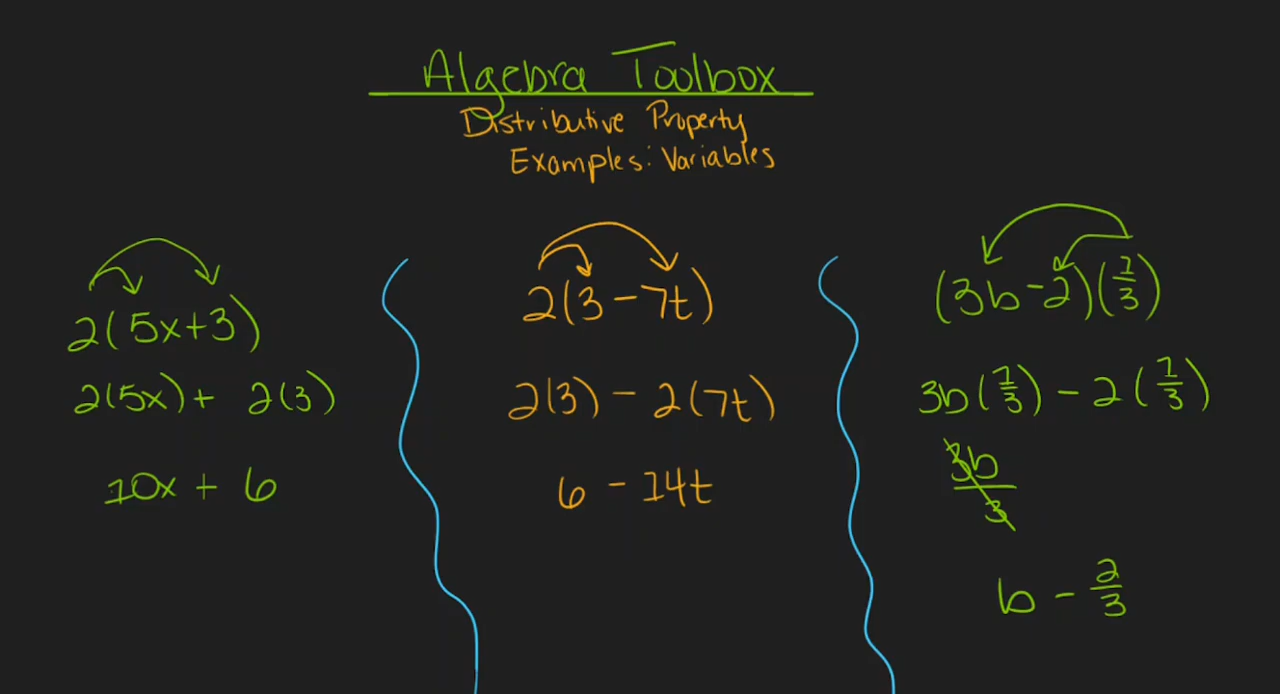 Algebra Toolbox
Distributive Property
Examples: Variables
2(5x+3)
2(5x) + 2(3)
10x + 6
2(3-7t)
2(3) - 2(7t)
6 - 14t
(3b-2)(1/3)
3b(1/3) - 2(1/3)
3b/3
b - 2/3